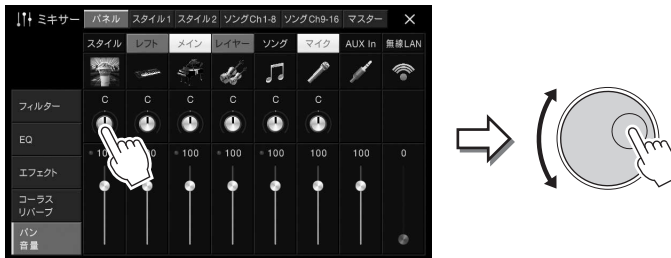 ミキサー パネル スタイル1 スタイル2 ソングCh1-8 ソングCh9-16 マスター ×
スタイル レフト メイン レイヤー ソング マイク AUX In 無線LAN
フィルター C C C C C C
EQ
100 100 100 100 100 100 0
エフェクト
コーラス
リバーブ
パン
音量